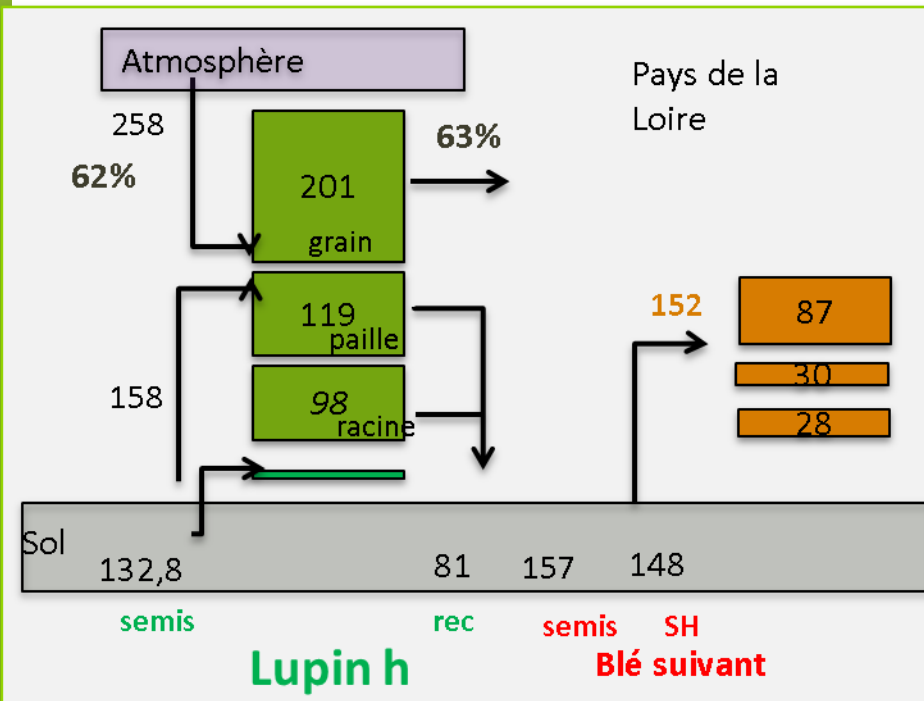 Atmosphère
Pays de la
Loire
258
62%
63%
201
grain
119
paille
158
98
racine
152
87
30
28
Sol
132,8
81
157
148
semis
rec
semis
SH
Lupin h
Blé suivant